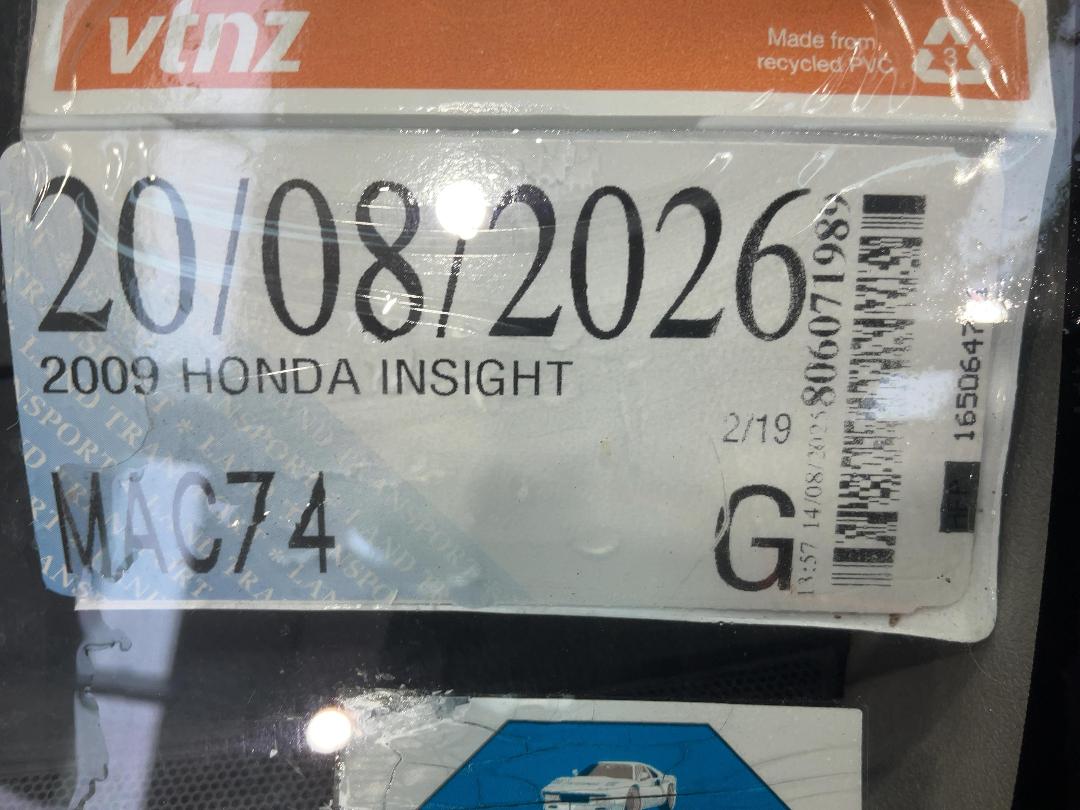 vtnz
Made from
recycled PVC
3
20/08/2026
2009 HONDA INSIGHT
2/19
MAC74
G
806071989
13:57 14/08/2025